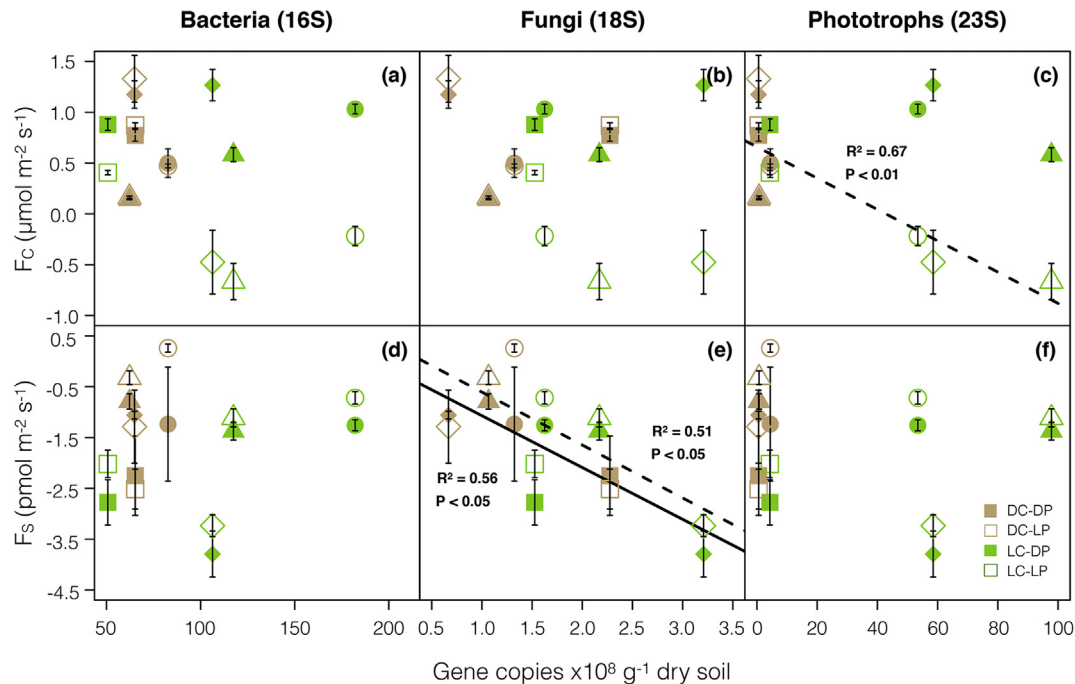 Bacteria (16S) Fungi (18S) Phototrophs (23S)
(a) (b) (c)
1.5
1.0
0.5
0.0
-0.5
-1.0
FC (µmol m-2 s-1)
R² = 0.67
P < 0.01
(d) (e) (f)
0.5
-0.5
-1.5
-2.5
-3.5
-4.5
FS (pmol m-2 s-1)
R² = 0.51
P < 0.05
R² = 0.56
P < 0.05
DC-DP
DC-LP
LC-DP
LC-LP
50 100 150 200 0.5 1.0 1.5 2.0 2.5 3.0 3.5 0 20 40 60 80 100
Gene copies x10⁸ g⁻¹ dry soil